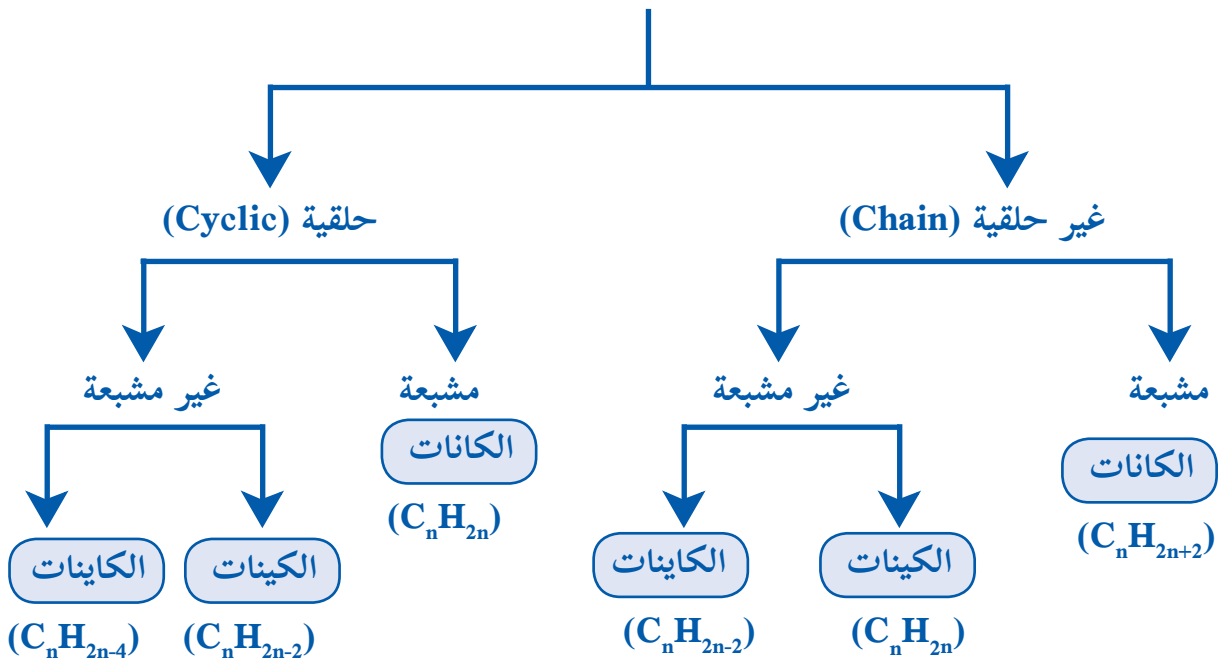 غير حلقية (Chain)
حلقية (Cyclic)
مشبعة
غير مشبعة
مشبعة
غير مشبعة
الكانات
(CₙH₂ₙ₊₂)
الكينات
(CₙH₂ₙ)
الكاينات
(CₙH₂ₙ₋₂)
الكانات
(CₙH₂ₙ)
الكينات
(CₙH₂ₙ₋₂)
الكاينات
(CₙH₂ₙ₋₄)